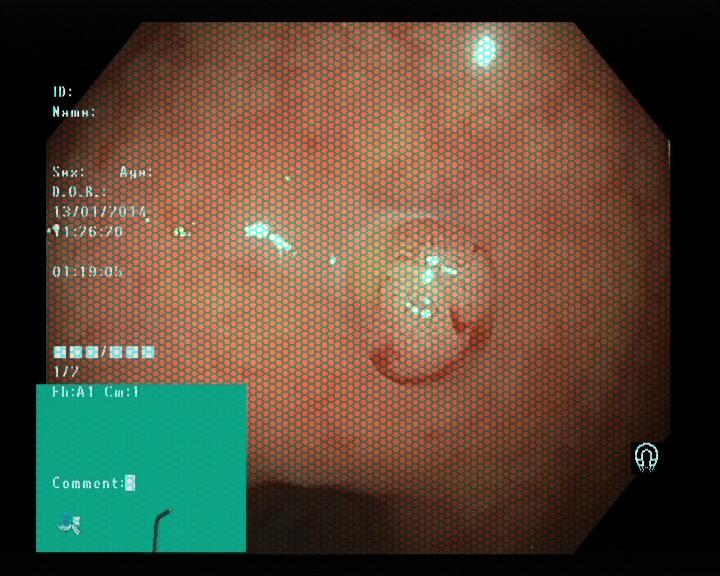 ID:
Name:
Sex: Age:
D.O.B.:
13/01/2014
11:26:20
01:19:05
■■■/■■■
1/2
Eh:A1 Cm:1
Comment: